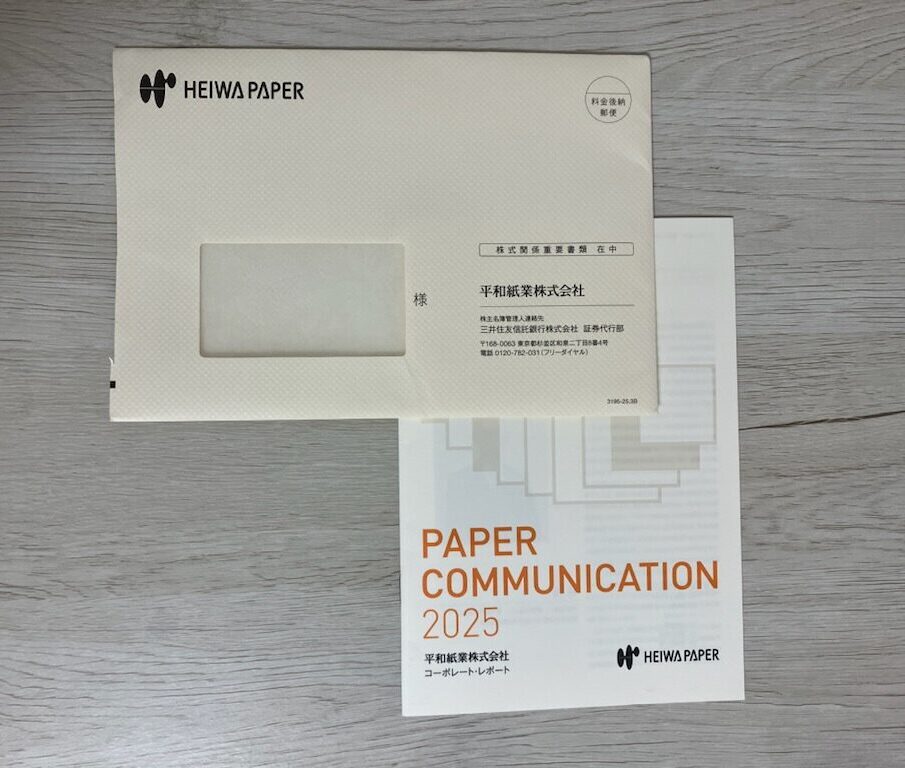 HEIWA PAPER
料金後納
郵便
株式関係重要書類 在中
平和紙業株式会社
様
株主名簿管理人連絡先
三井住友信託銀行株式会社 証券代行部
〒168-0063 東京都杉並区和泉二丁目8番4号
電話 0120-782-031(フリーダイヤル)
3195-25.3B
PAPER
COMMUNICATION
2025
平和紙業株式会社
コーポレート・レポート
HEIWA PAPER